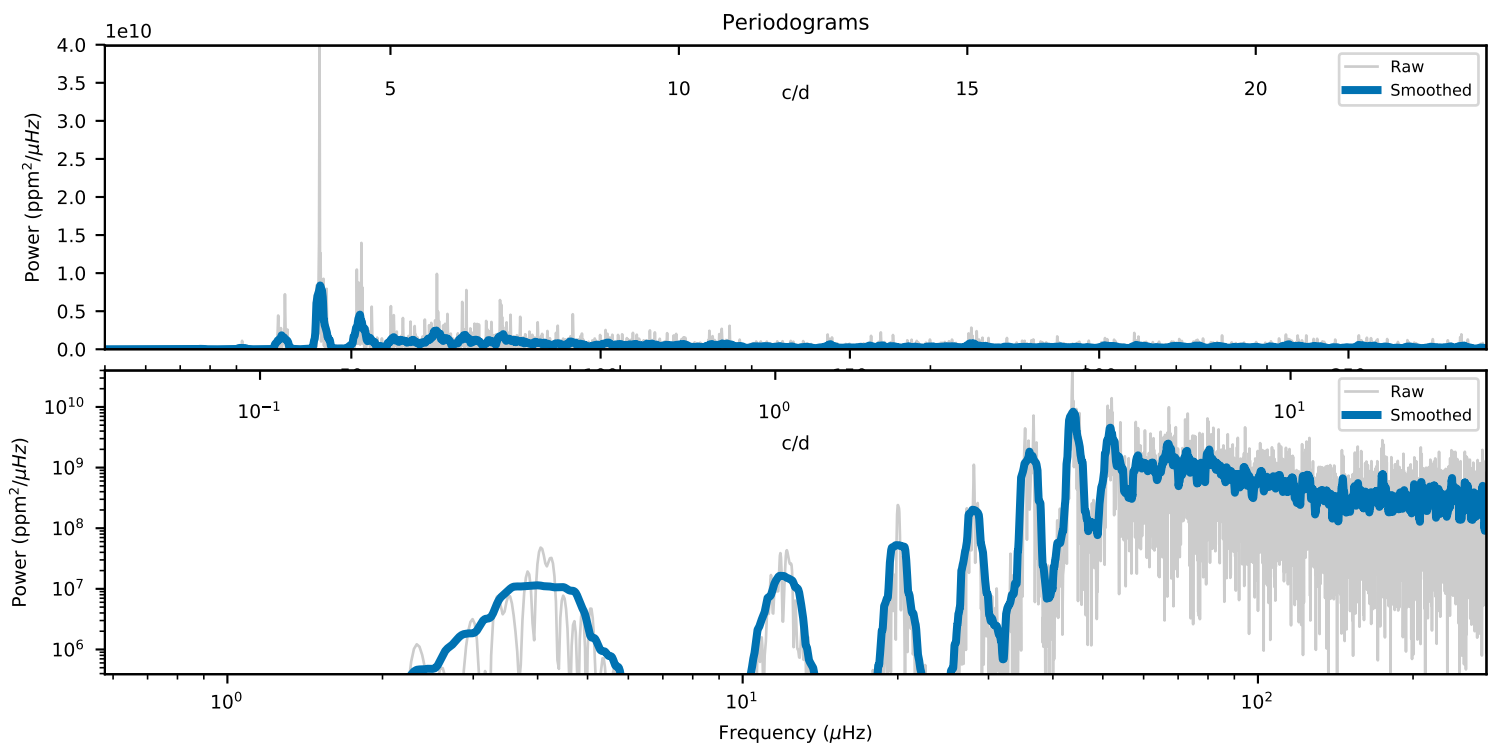 Periodograms
1e10
4.0
3.5
3.0
2.5
2.0
1.5
1.0
0.5
0.0
Power (ppm²/μHz)
5 10 15 20
c/d
Raw
Smoothed
10¹⁰
10⁹
10⁸
10⁷
10⁶
Power (ppm²/μHz)
10⁻¹ 10⁰ 10¹
c/d
Raw
Smoothed
10⁰ 10¹ 10²
Frequency (μHz)